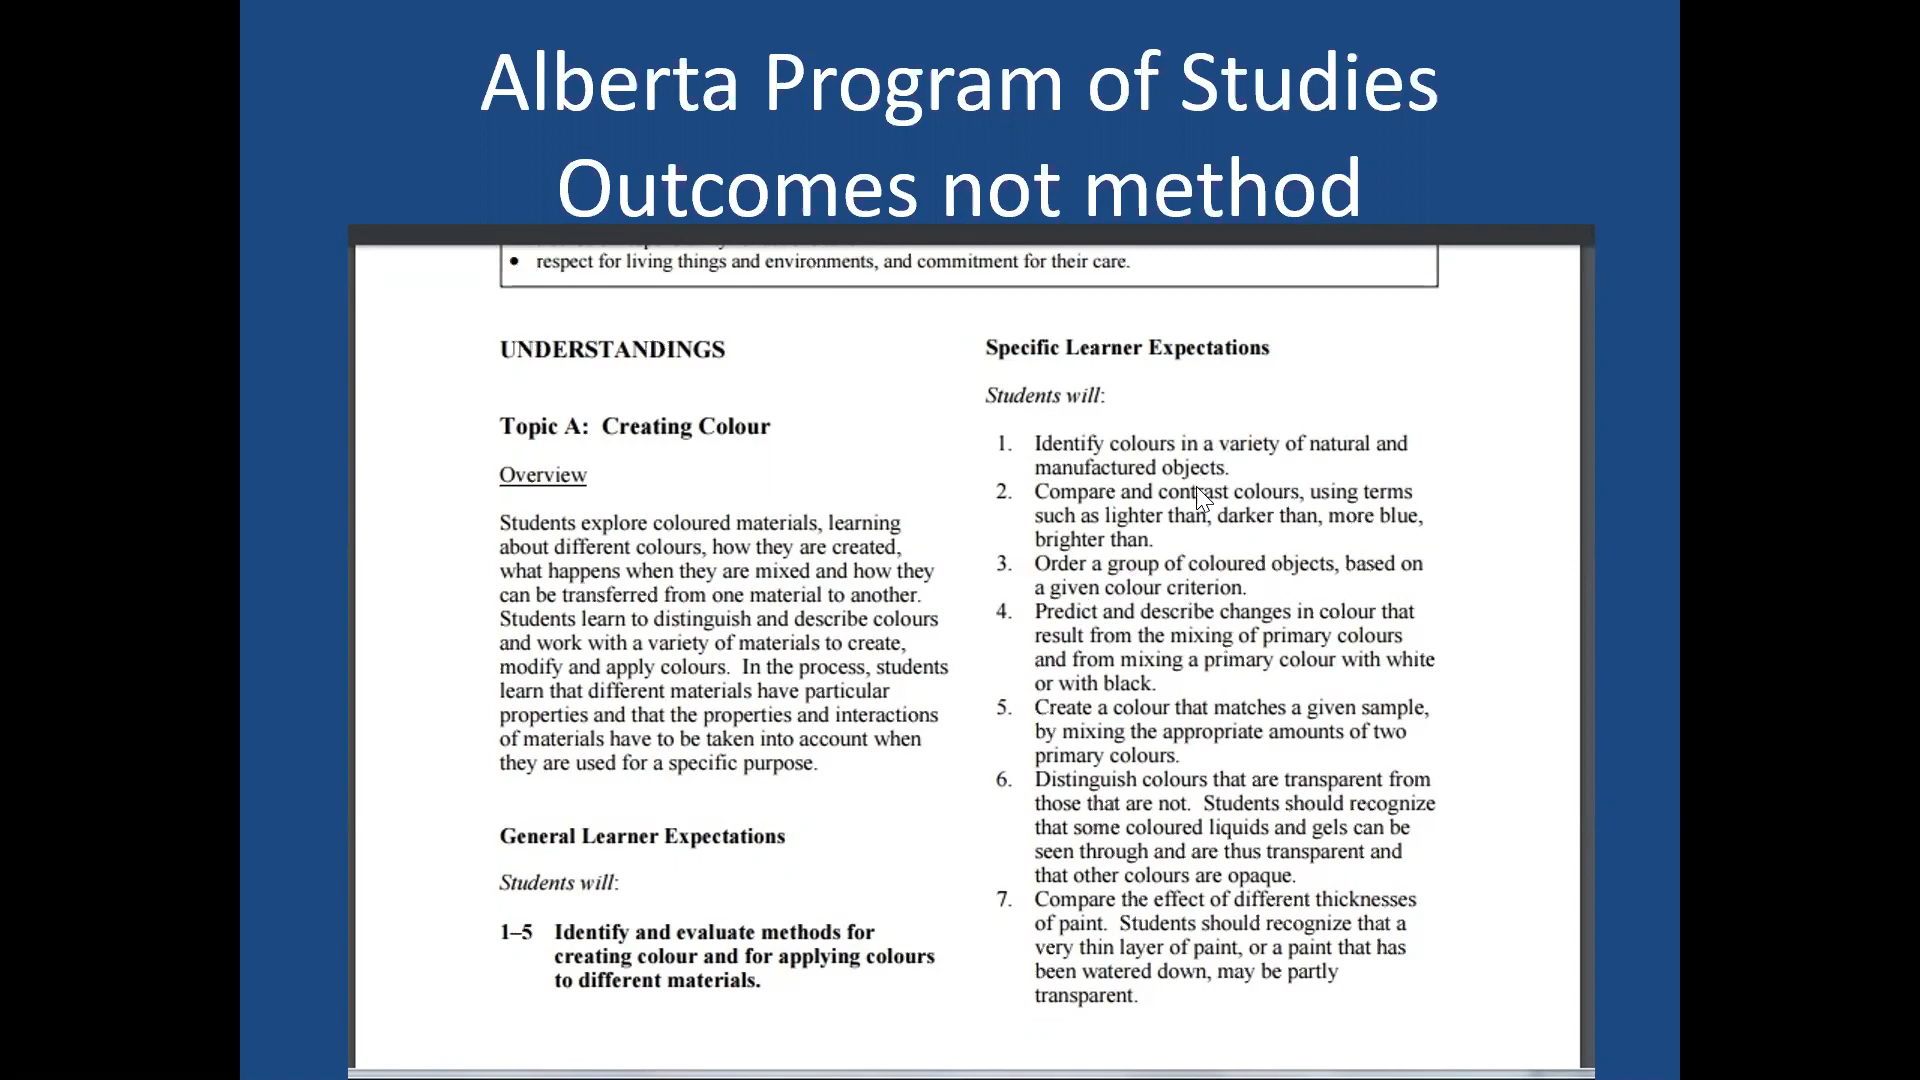 Alberta Program of Studies
Outcomes not method
• respect for living things and environments, and commitment for their care.
UNDERSTANDINGS
Topic A: Creating Colour
Overview
Students explore coloured materials, learning
about different colours, how they are created,
what happens when they are mixed and how they
can be transferred from one material to another.
Students learn to distinguish and describe colours
and work with a variety of materials to create,
modify and apply colours. In the process, students
learn that different materials have particular
properties and that the properties and interactions
of materials have to be taken into account when
they are used for a specific purpose.
General Learner Expectations
Students will:
1–5 Identify and evaluate methods for
creating colour and for applying colours
to different materials.
Specific Learner Expectations
Students will:
1. Identify colours in a variety of natural and
manufactured objects.
2. Compare and contrast colours, using terms
such as lighter than, darker than, more blue,
brighter than.
3. Order a group of coloured objects, based on
a given colour criterion.
4. Predict and describe changes in colour that
result from the mixing of primary colours
and from mixing a primary colour with white
or with black.
5. Create a colour that matches a given sample,
by mixing the appropriate amounts of two
primary colours.
6. Distinguish colours that are transparent from
those that are not. Students should recognize
that some coloured liquids and gels can be
seen through and are thus transparent and
that other colours are opaque.
7. Compare the effect of different thicknesses
of paint. Students should recognize that a
very thin layer of paint, or a paint that has
been watered down, may be partly
transparent.